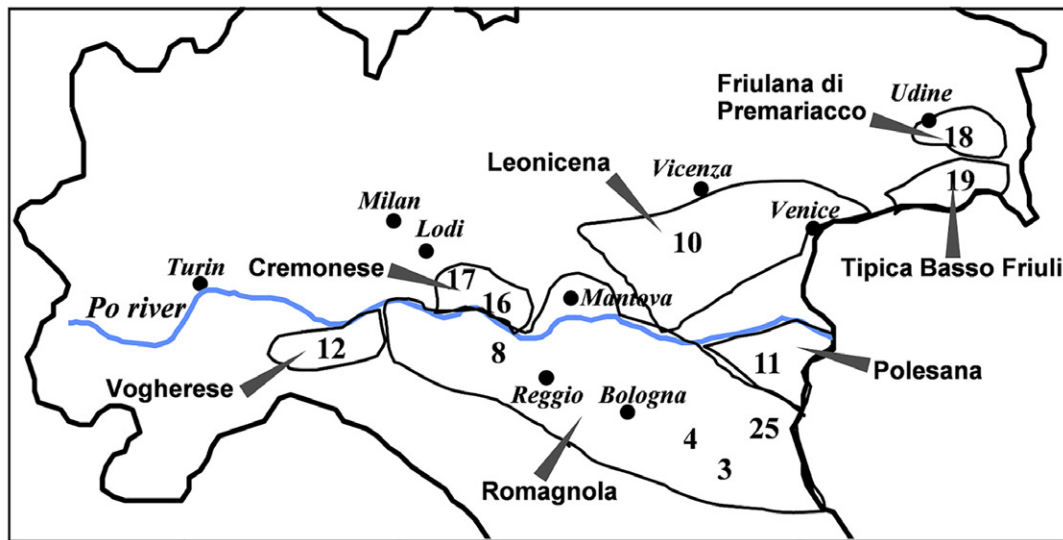 Friulana di
Premariacco
Udine
18
Leonicena
Vicenza
19
Milan
Venice
Lodi
10
Tipica Basso Friuli
Cremonese
17
Turin
Po river
16
Mantova
12
8
11
Polesana
Vogherese
Reggio
Bologna
25
4
3
Romagnola